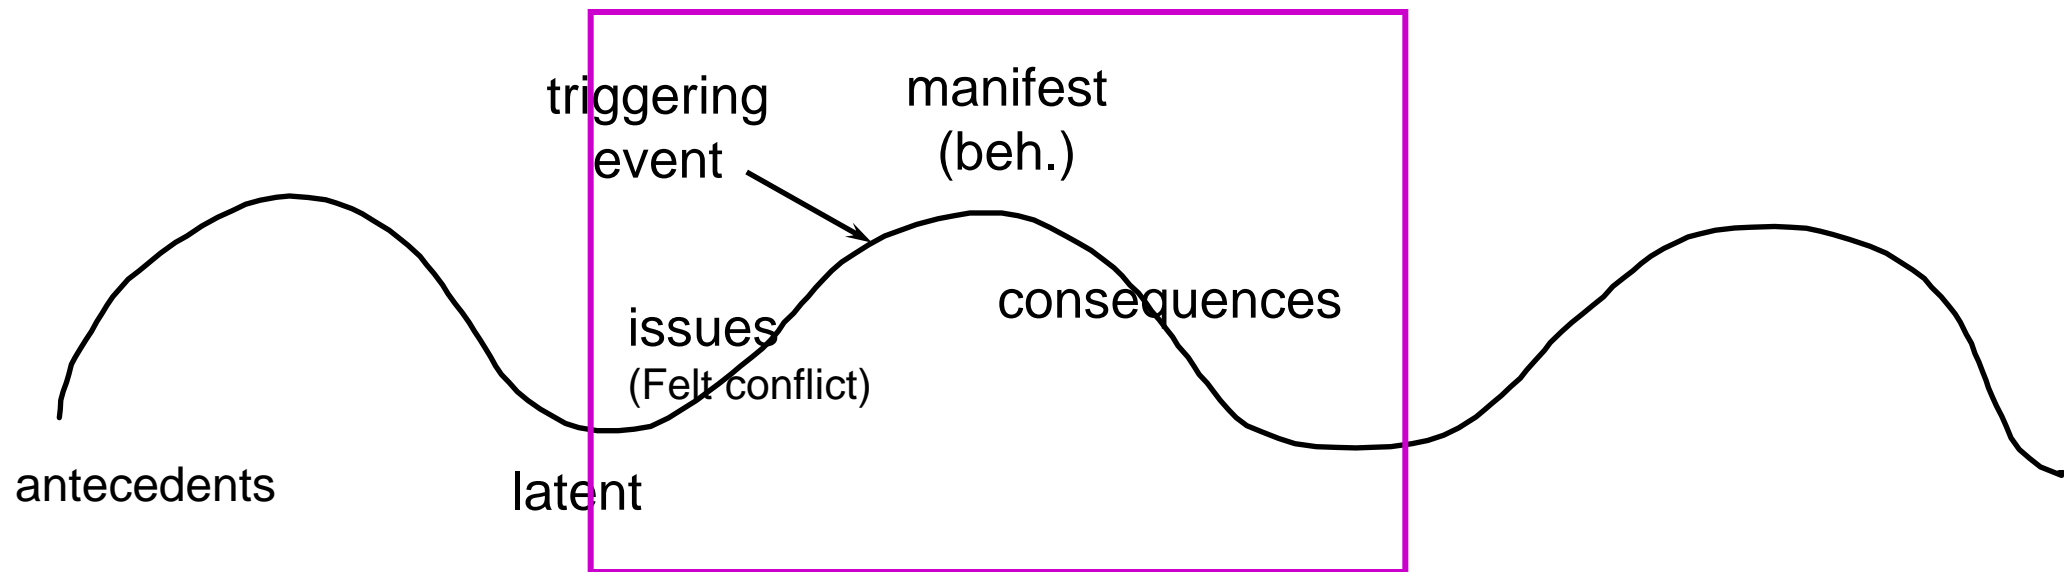 triggering
event
manifest
(beh.)
issues
(Felt conflict)
consequences
antecedents
latent